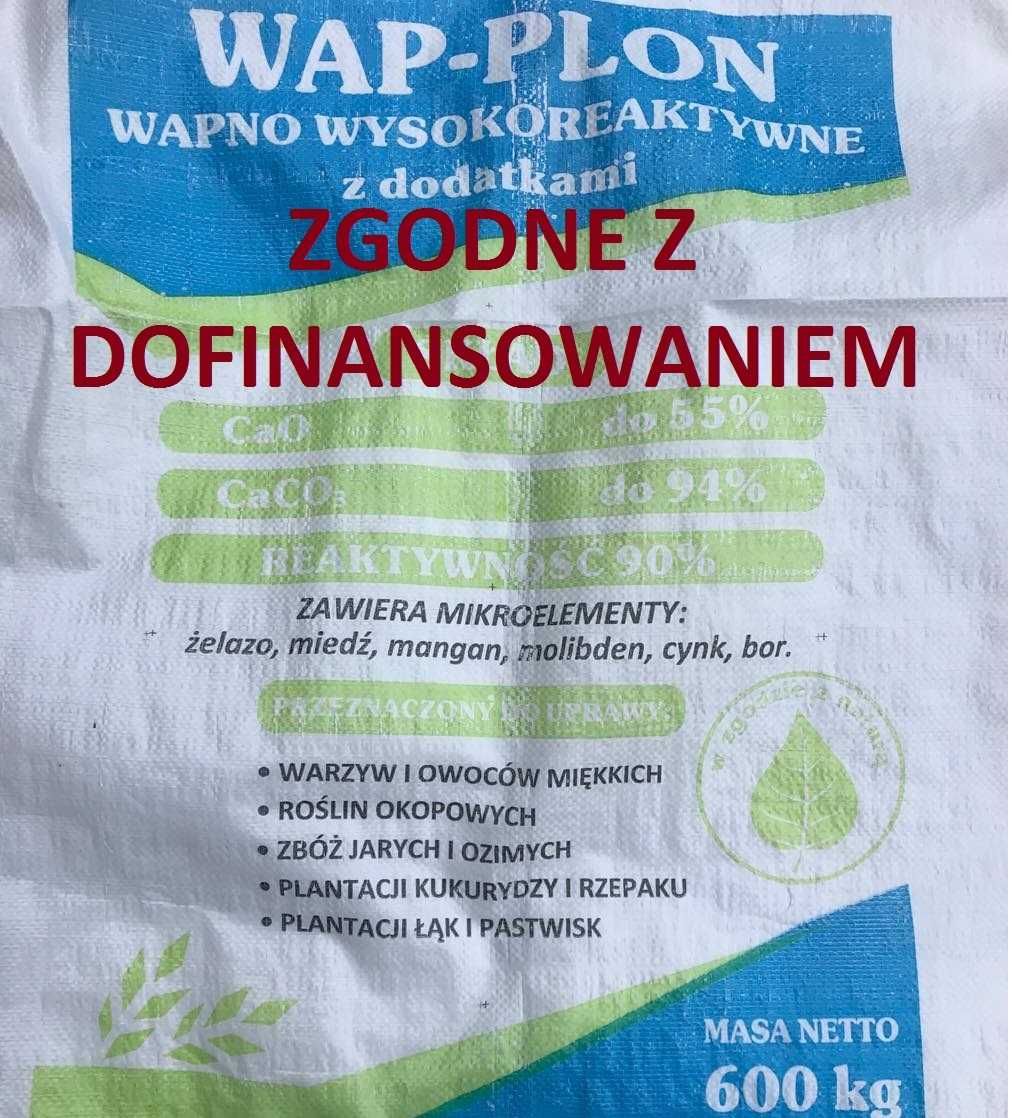 WAP-PLON
WAPNO WYSOKOREAKTYWNE
z dodatkami
ZGODNE Z
DOFINANSOWANIEM
CaO do 55%
CaCO₃ do 94%
REAKTYWNOŚĆ 90%
ZAWIERA MIKROELEMENTY:
żelazo, miedź, mangan, molibden, cynk, bor.
PRZEZNACZONY DO UPRAWY:
w zgodzie z naturą
• WARZYW I OWOCÓW MIĘKKICH
• ROŚLIN OKOPOWYCH
• ZBÓŻ JARYCH I OZIMYCH
• PLANTACJI KUKURYDZY I RZEPAKU
• PLANTACJI ŁĄK I PASTWISK
MASA NETTO
600 kg